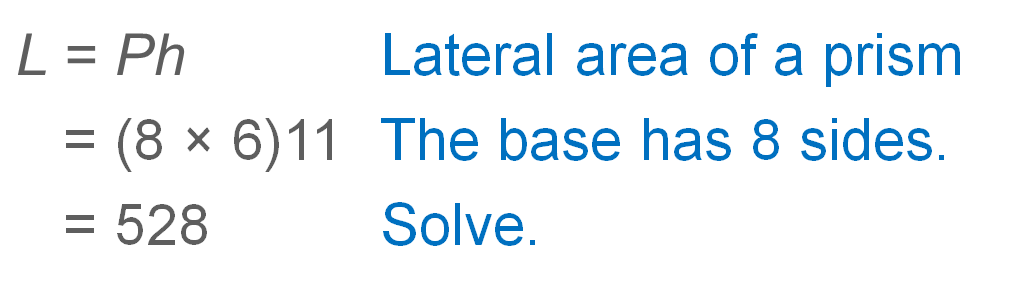 L = Ph Lateral area of a prism
= (8 × 6)11 The base has 8 sides.
= 528 Solve.